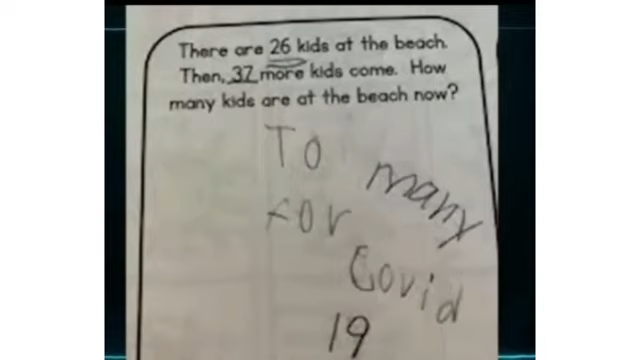 There are 26 kids at the beach.
Then, 37 more kids come. How
many kids are at the beach now?
To many
For
Covid
19